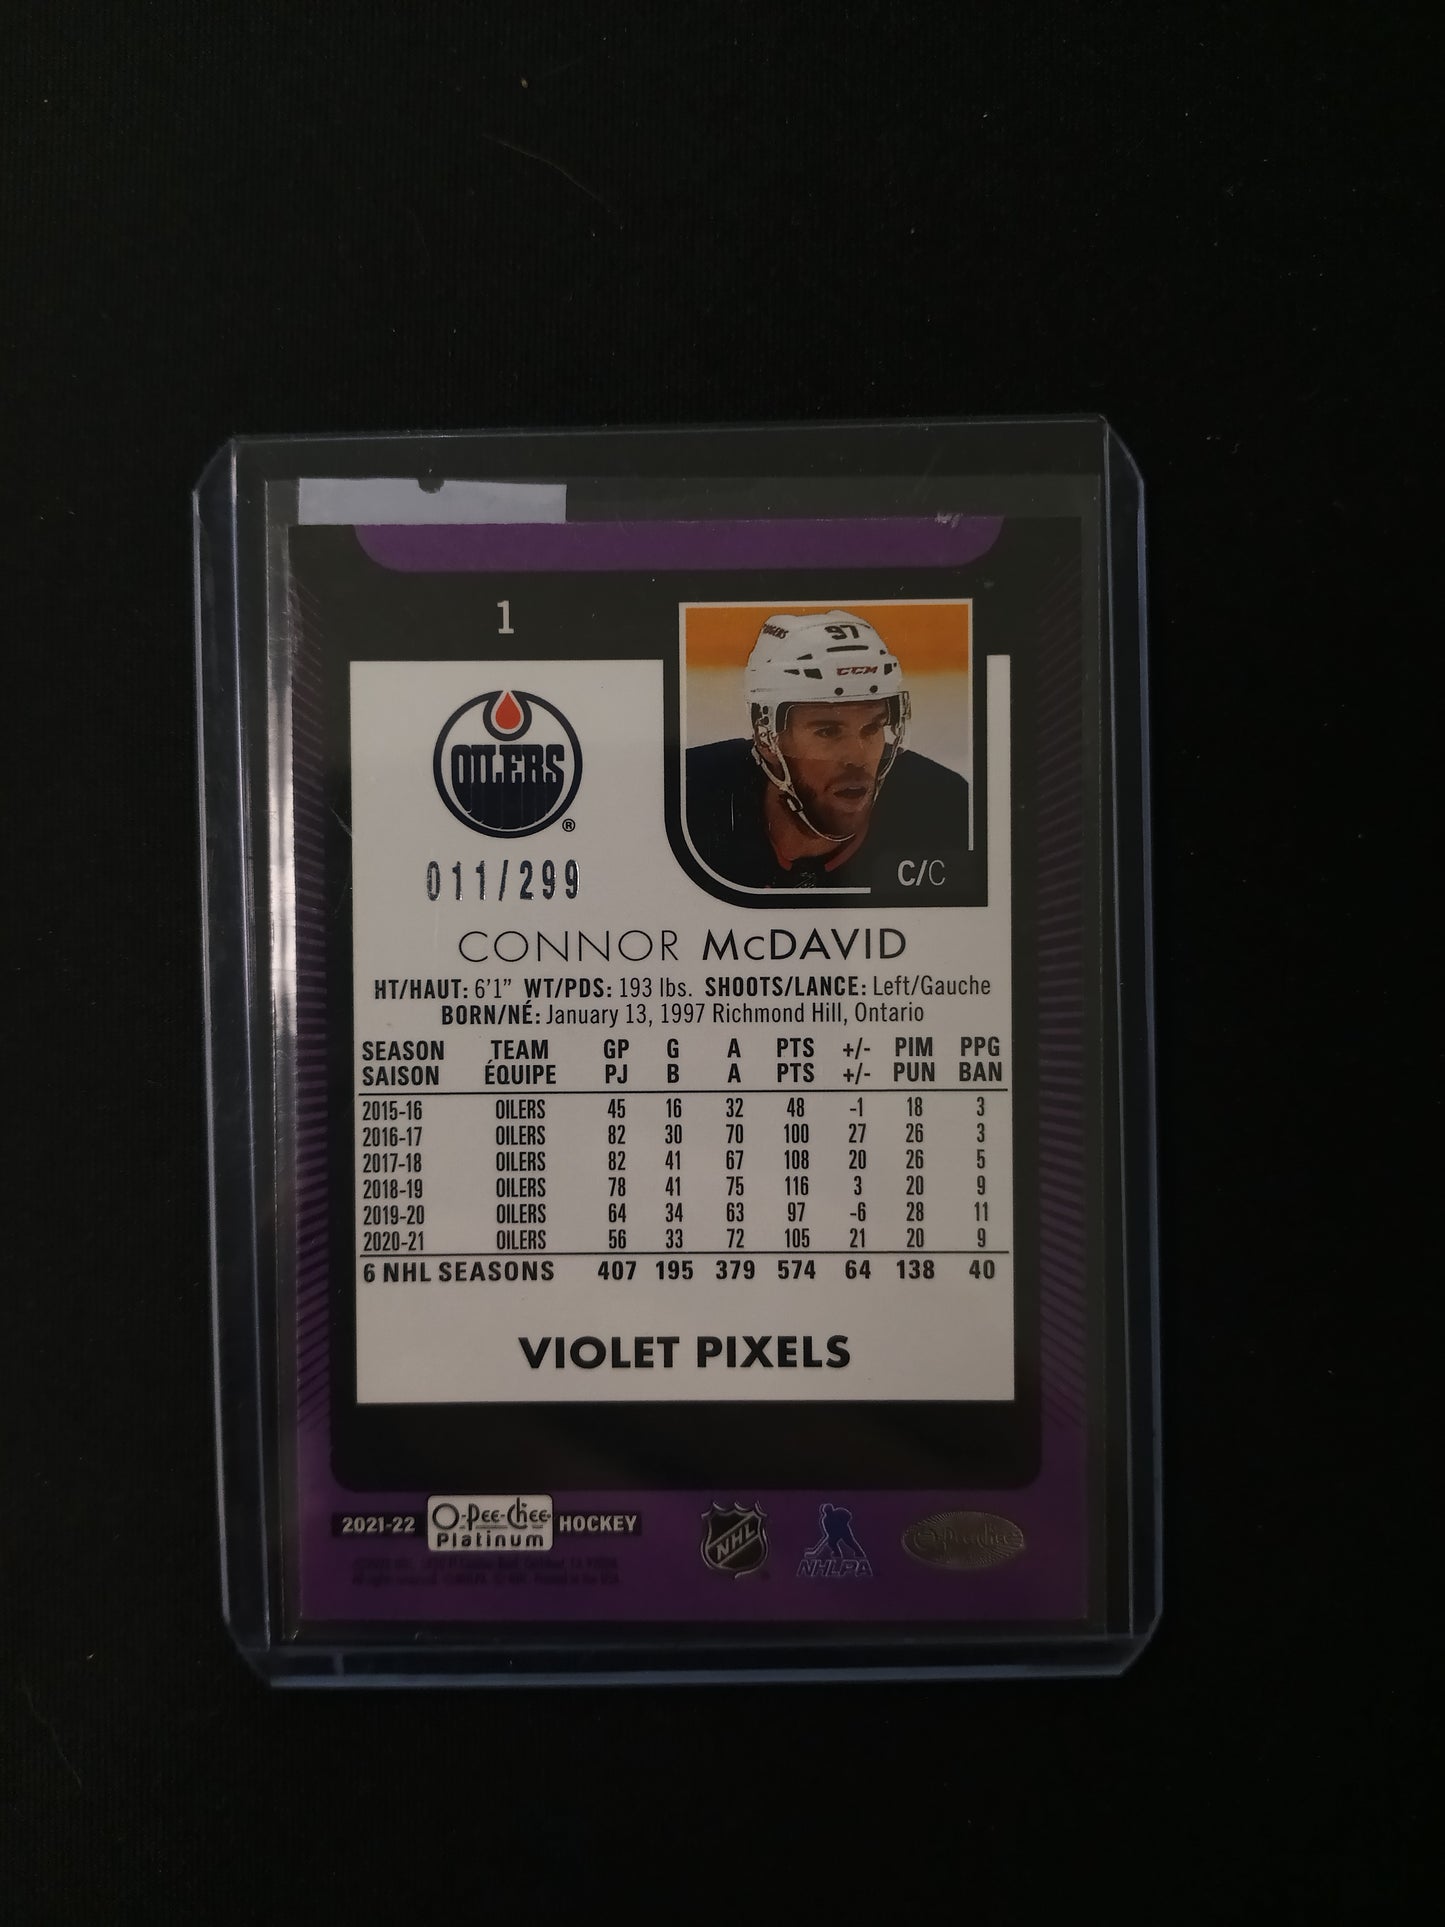 1
97
CCM
OILERS
®
C/C
011/299
CONNOR McDAVID
HT/HAUT: 6'1" WT/PDS: 193 lbs. SHOOTS/LANCE: Left/Gauche
BORN/NÉ: January 13, 1997 Richmond Hill, Ontario
SEASON TEAM GP G A PTS +/- PIM PPG
SAISON ÉQUIPE PJ B A PTS +/- PUN BAN
2015-16 OILERS 45 16 32 48 -1 18 3
2016-17 OILERS 82 30 70 100 27 26 3
2017-18 OILERS 82 41 67 108 20 26 5
2018-19 OILERS 78 41 75 116 3 20 9
2019-20 OILERS 64 34 63 97 -6 28 11
2020-21 OILERS 56 33 72 105 21 20 9
6 NHL SEASONS 407 195 379 574 64 138 40
VIOLET PIXELS
2021-22 O-Pee-Chee Platinum HOCKEY
NHL
NHLPA
O-Pee-Chee